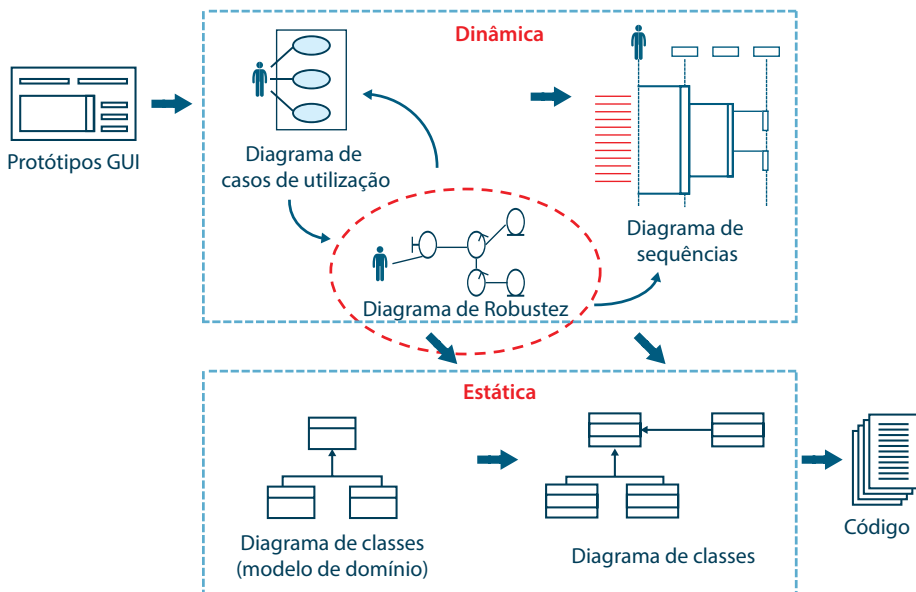 Dinâmica
Protótipos GUI
Diagrama de
casos de utilização
Diagrama de
sequências
Diagrama de Robustez
Estática
Diagrama de classes
(modelo de domínio)
Diagrama de classes
Código